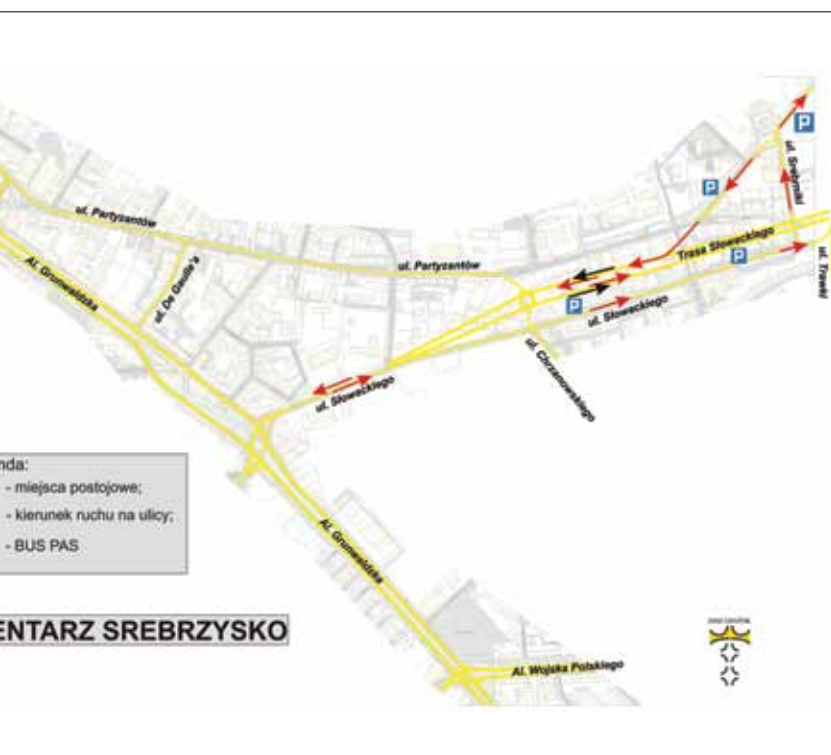 P
ul. Srebrniki
P
ul. Partyzantów
Trasa Słowackiego
ul. Trawki
P
Al. Grunwaldzka
ul. De Gaulle'a
ul. Partyzantów
P
ul. Słowackiego
ul. Chrzanowskiego
ul. Słowackiego
nda:
- miejsca postojowe;
- kierunek ruchu na ulicy;
- BUS PAS
Al. Grunwaldzka
ENTARZ SREBRZYSKO
Al. Wojska Polskiego